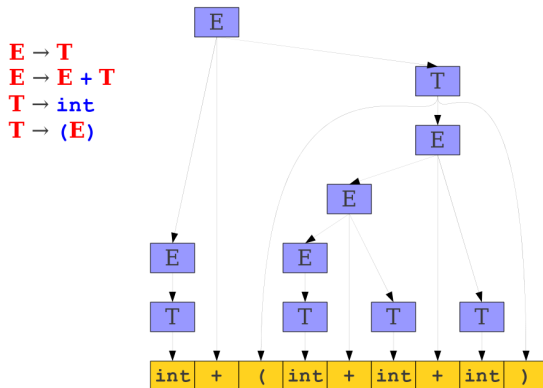 E
E → T
E → E + T
T → int
T → (E)
T
E
E
E
E
T
T
T
T
int + ( int + int + int )